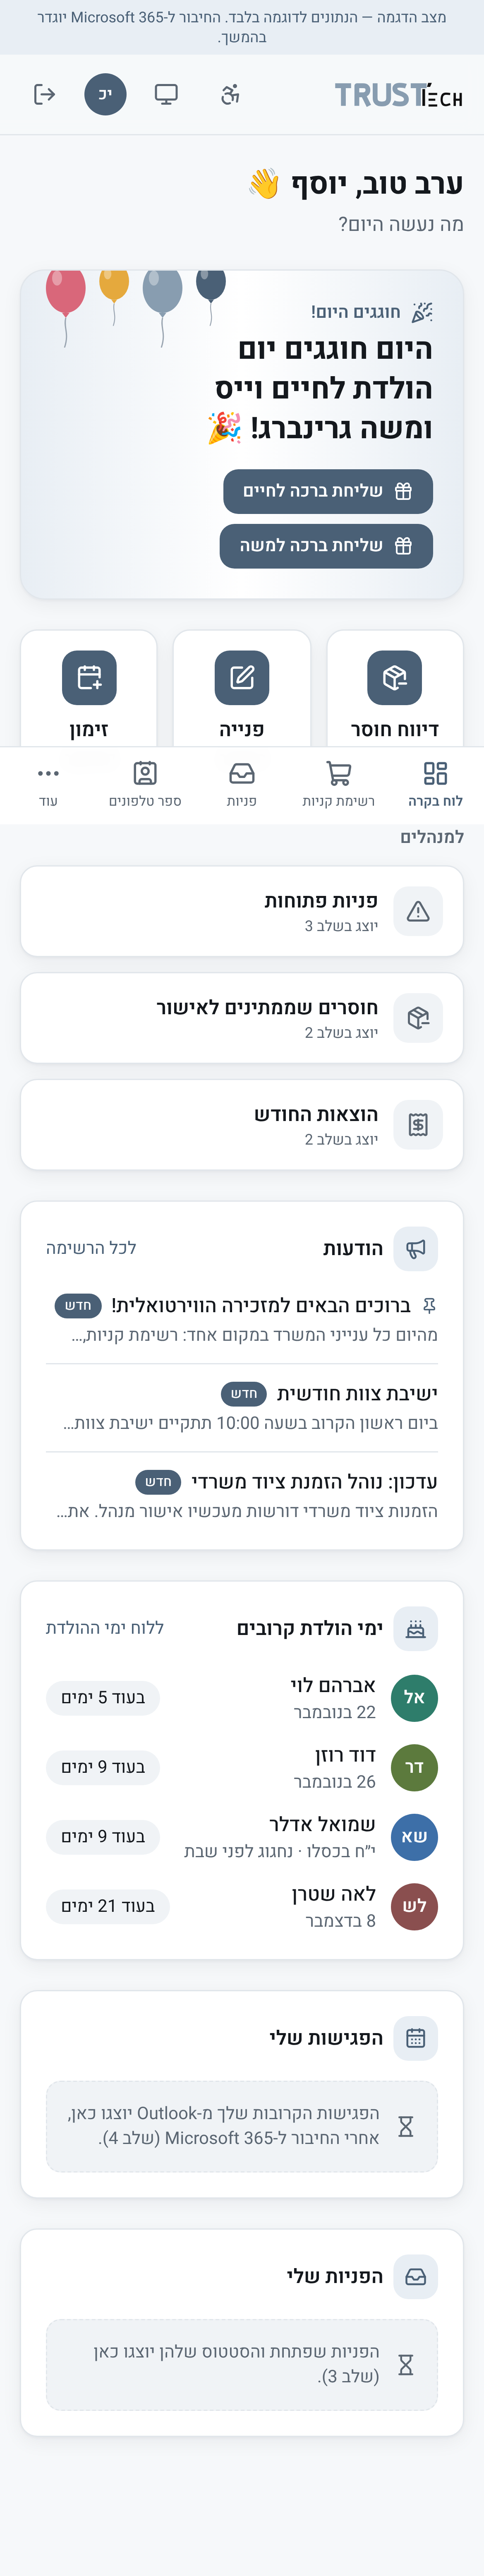 מצב הדגמה — הנתונים לדוגמה בלבד. החיבור ל-Microsoft 365 יוגדר
בהמשך.
TRUST TECH
יכ
ערב טוב, יוסף 👋
מה נעשה היום?
חוגגים היום!
היום חוגגים יום
הולדת לחיים וייס
ומשה גרינברג! 🎉
שליחת ברכה לחיים
שליחת ברכה למשה
דיווח חוסר
פנייה
זימון
לוח בקרה
רשימת קניות
פניות
ספר טלפונים
עוד
למנהלים
פניות פתוחות
יוצג בשלב 3
חוסרים שממתינים לאישור
יוצג בשלב 2
הוצאות החודש
יוצג בשלב 2
הודעות
לכל הרשימה
ברוכים הבאים למזכירה הווירטואלית! חדש
מהיום כל ענייני המשרד במקום אחד: רשימת קניות,...
ישיבת צוות חודשית חדש
ביום ראשון הקרוב בשעה 10:00 תתקיים ישיבת צוות...
עדכון: נוהל הזמנת ציוד משרדי חדש
הזמנות ציוד משרדי דורשות מעכשיו אישור מנהל. את...
ימי הולדת קרובים
ללוח ימי ההולדת
אל
אברהם לוי
22 בנובמבר
בעוד 5 ימים
דר
דוד רוזן
26 בנובמבר
בעוד 9 ימים
שא
שמואל אדלר
י״ח בכסלו · נחגוג לפני שבת
בעוד 9 ימים
לש
לאה שטרן
8 בדצמבר
בעוד 21 ימים
הפגישות שלי
הפגישות הקרובות שלך מ-Outlook יוצגו כאן,
אחרי החיבור ל-Microsoft 365 (שלב 4).
הפניות שלי
הפניות שפתחת והסטטוס שלהן יוצגו כאן
(שלב 3).